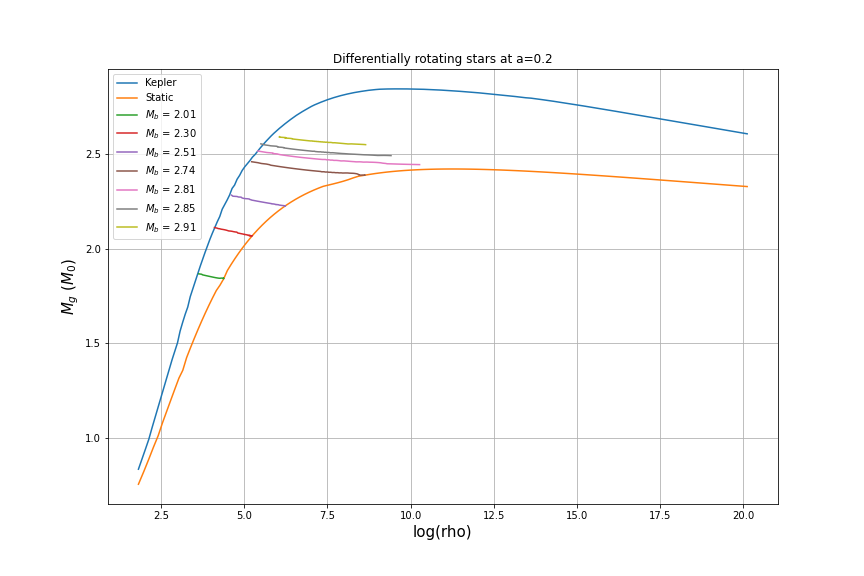 Differentially rotating stars at a=0.2
Kepler
Static
M_b = 2.01
M_b = 2.30
M_b = 2.51
M_b = 2.74
M_b = 2.81
M_b = 2.85
M_b = 2.91
2.5
2.0
1.5
1.0
M_g (M_0)
2.5 5.0 7.5 10.0 12.5 15.0 17.5 20.0
log(rho)